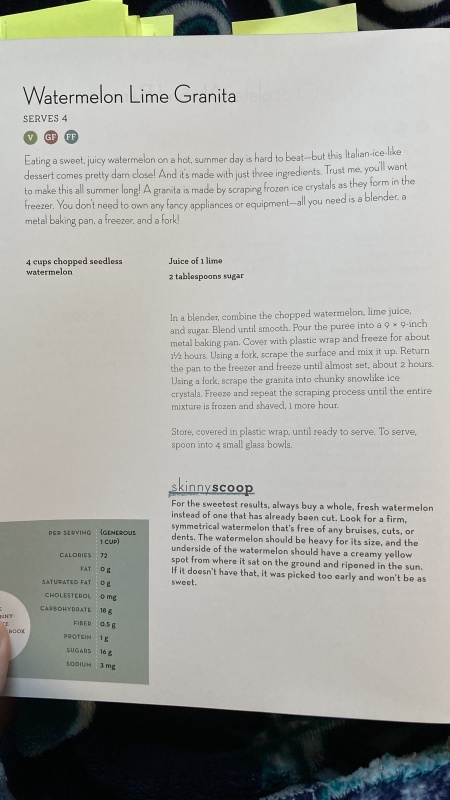 Watermelon Lime Granita
SERVES 4
V GF FF
Eating a sweet, juicy watermelon on a hot, summer day is hard to beat—but this Italian-ice-like
dessert comes pretty darn close! And it's made with just three ingredients. Trust me, you'll want
to make this all summer long! A granita is made by scraping frozen ice crystals as they form in the
freezer. You don't need to own any fancy appliances or equipment—all you need is a blender, a
metal baking pan, a freezer, and a fork!
4 cups chopped seedless
watermelon
Juice of 1 lime
2 tablespoons sugar
In a blender, combine the chopped watermelon, lime juice,
and sugar. Blend until smooth. Pour the puree into a 9 × 9-inch
metal baking pan. Cover with plastic wrap and freeze for about
1½ hours. Using a fork, scrape the surface and mix it up. Return
the pan to the freezer and freeze until almost set, about 2 hours.
Using a fork, scrape the granita into chunky snowlike ice
crystals. Freeze and repeat the scraping process until the entire
mixture is frozen and shaved, 1 more hour.
Store, covered in plastic wrap, until ready to serve. To serve,
spoon into 4 small glass bowls.
skinnyscoop
For the sweetest results, always buy a whole, fresh watermelon
instead of one that has already been cut. Look for a firm,
symmetrical watermelon that's free of any bruises, cuts, or
dents. The watermelon should be heavy for its size, and the
underside of the watermelon should have a creamy yellow
spot from where it sat on the ground and ripened in the sun.
If it doesn't have that, it was picked too early and won't be as
sweet.
PER SERVING (GENEROUS
1 CUP)
CALORIES 72
FAT 0 g
SATURATED FAT 0 g
CHOLESTEROL 0 mg
CARBOHYDRATE 18 g
FIBER 0.5 g
PROTEIN 1 g
SUGARS 16 g
SODIUM 3 mg